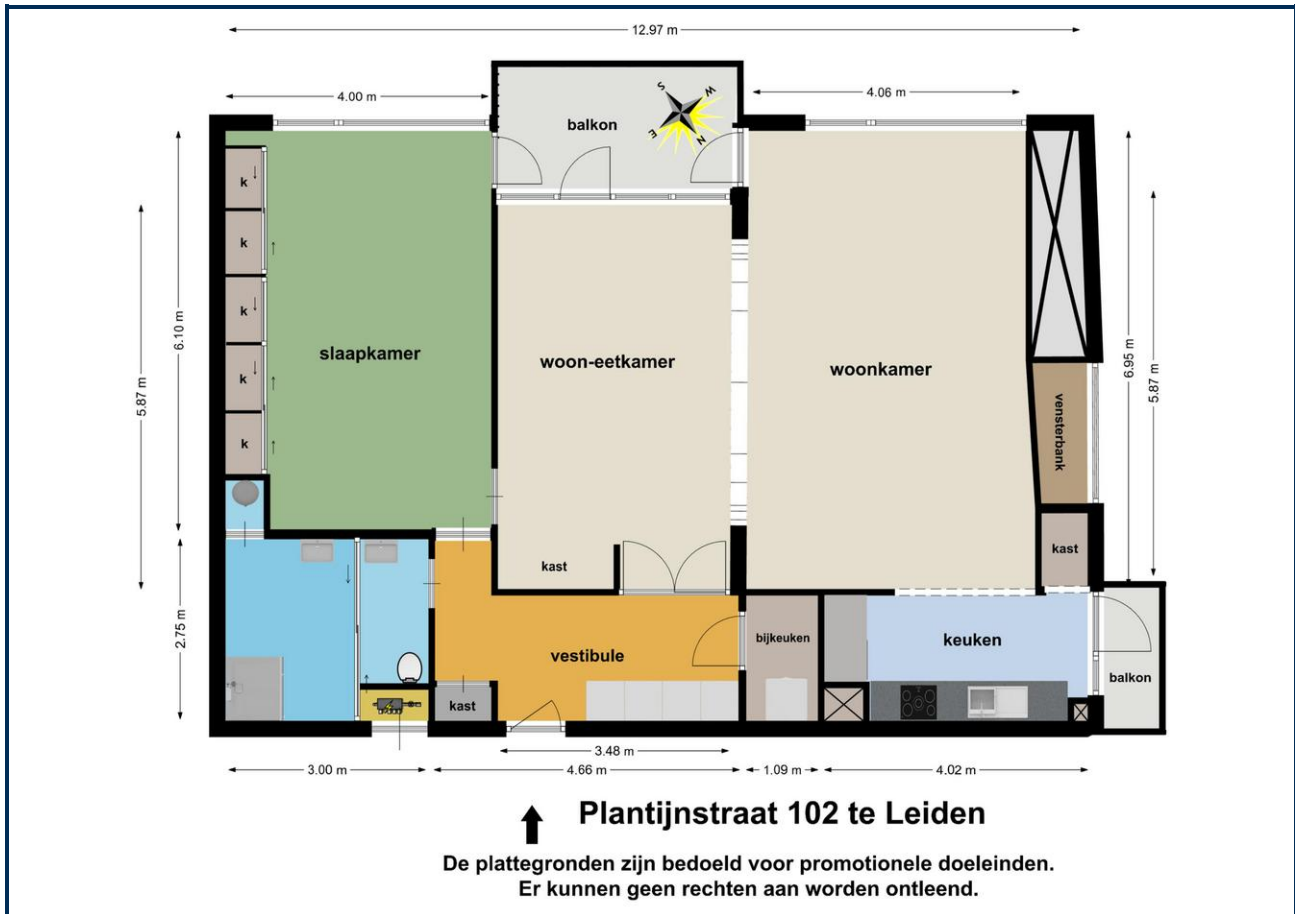 12.97 m
4.00 m
4.06 m
S
W
E
N
balkon
k
k
k
k
k
6.10 m
5.87 m
6.95 m
5.87 m
slaapkamer
woon-eetkamer
woonkamer
vensterbank
kast
kast
2.75 m
vestibule
bijkeuken
keuken
balkon
kast
3.48 m
3.00 m
4.66 m
1.09 m
4.02 m
Plantijnstraat 102 te Leiden
De plattegronden zijn bedoeld voor promotionele doeleinden.
Er kunnen geen rechten aan worden ontleend.